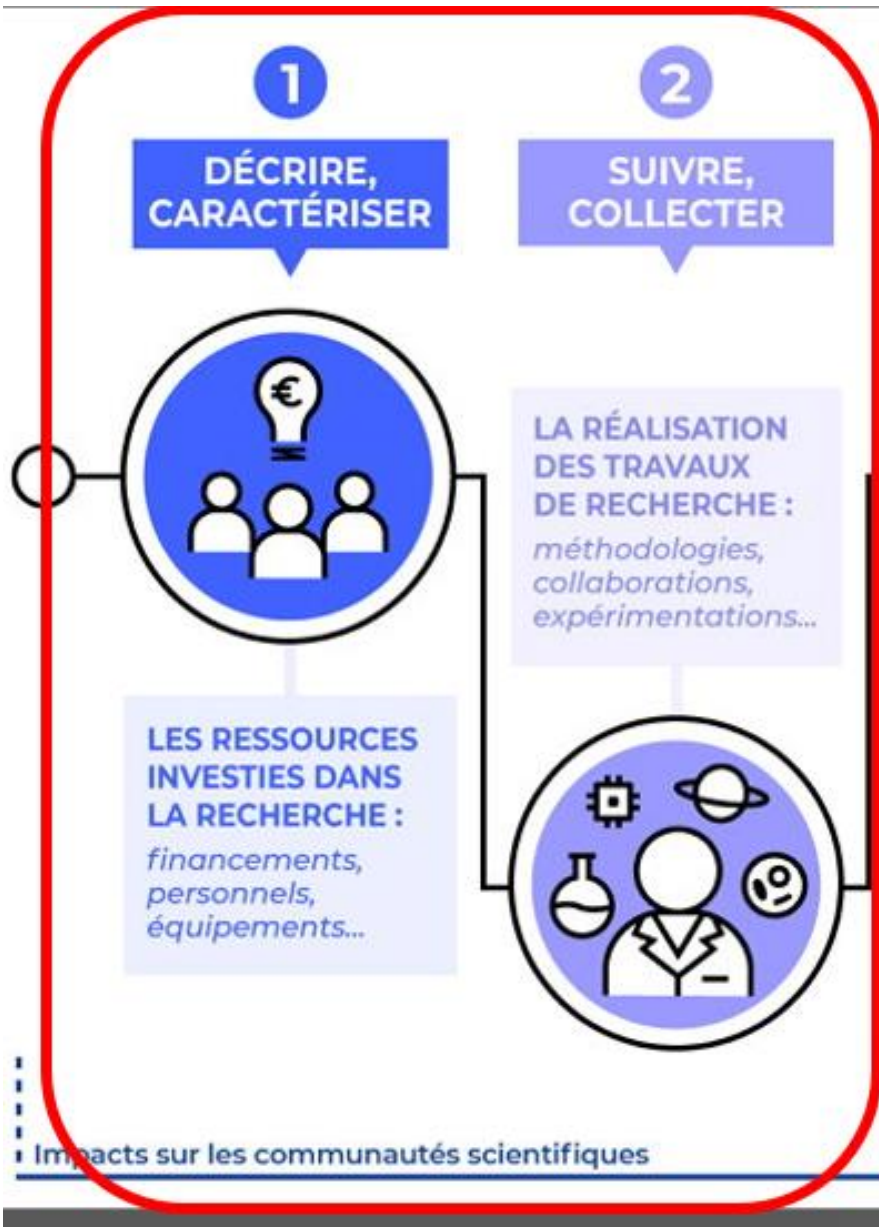 1
DÉCRIRE,
CARACTÉRISER
LES RESSOURCES
INVESTIES DANS
LA RECHERCHE :
financements,
personnels,
équipements...
2
SUIVRE,
COLLECTER
LA RÉALISATION
DES TRAVAUX
DE RECHERCHE :
méthodologies,
collaborations,
expérimentations...
€
Impacts sur les communautés scientifiques